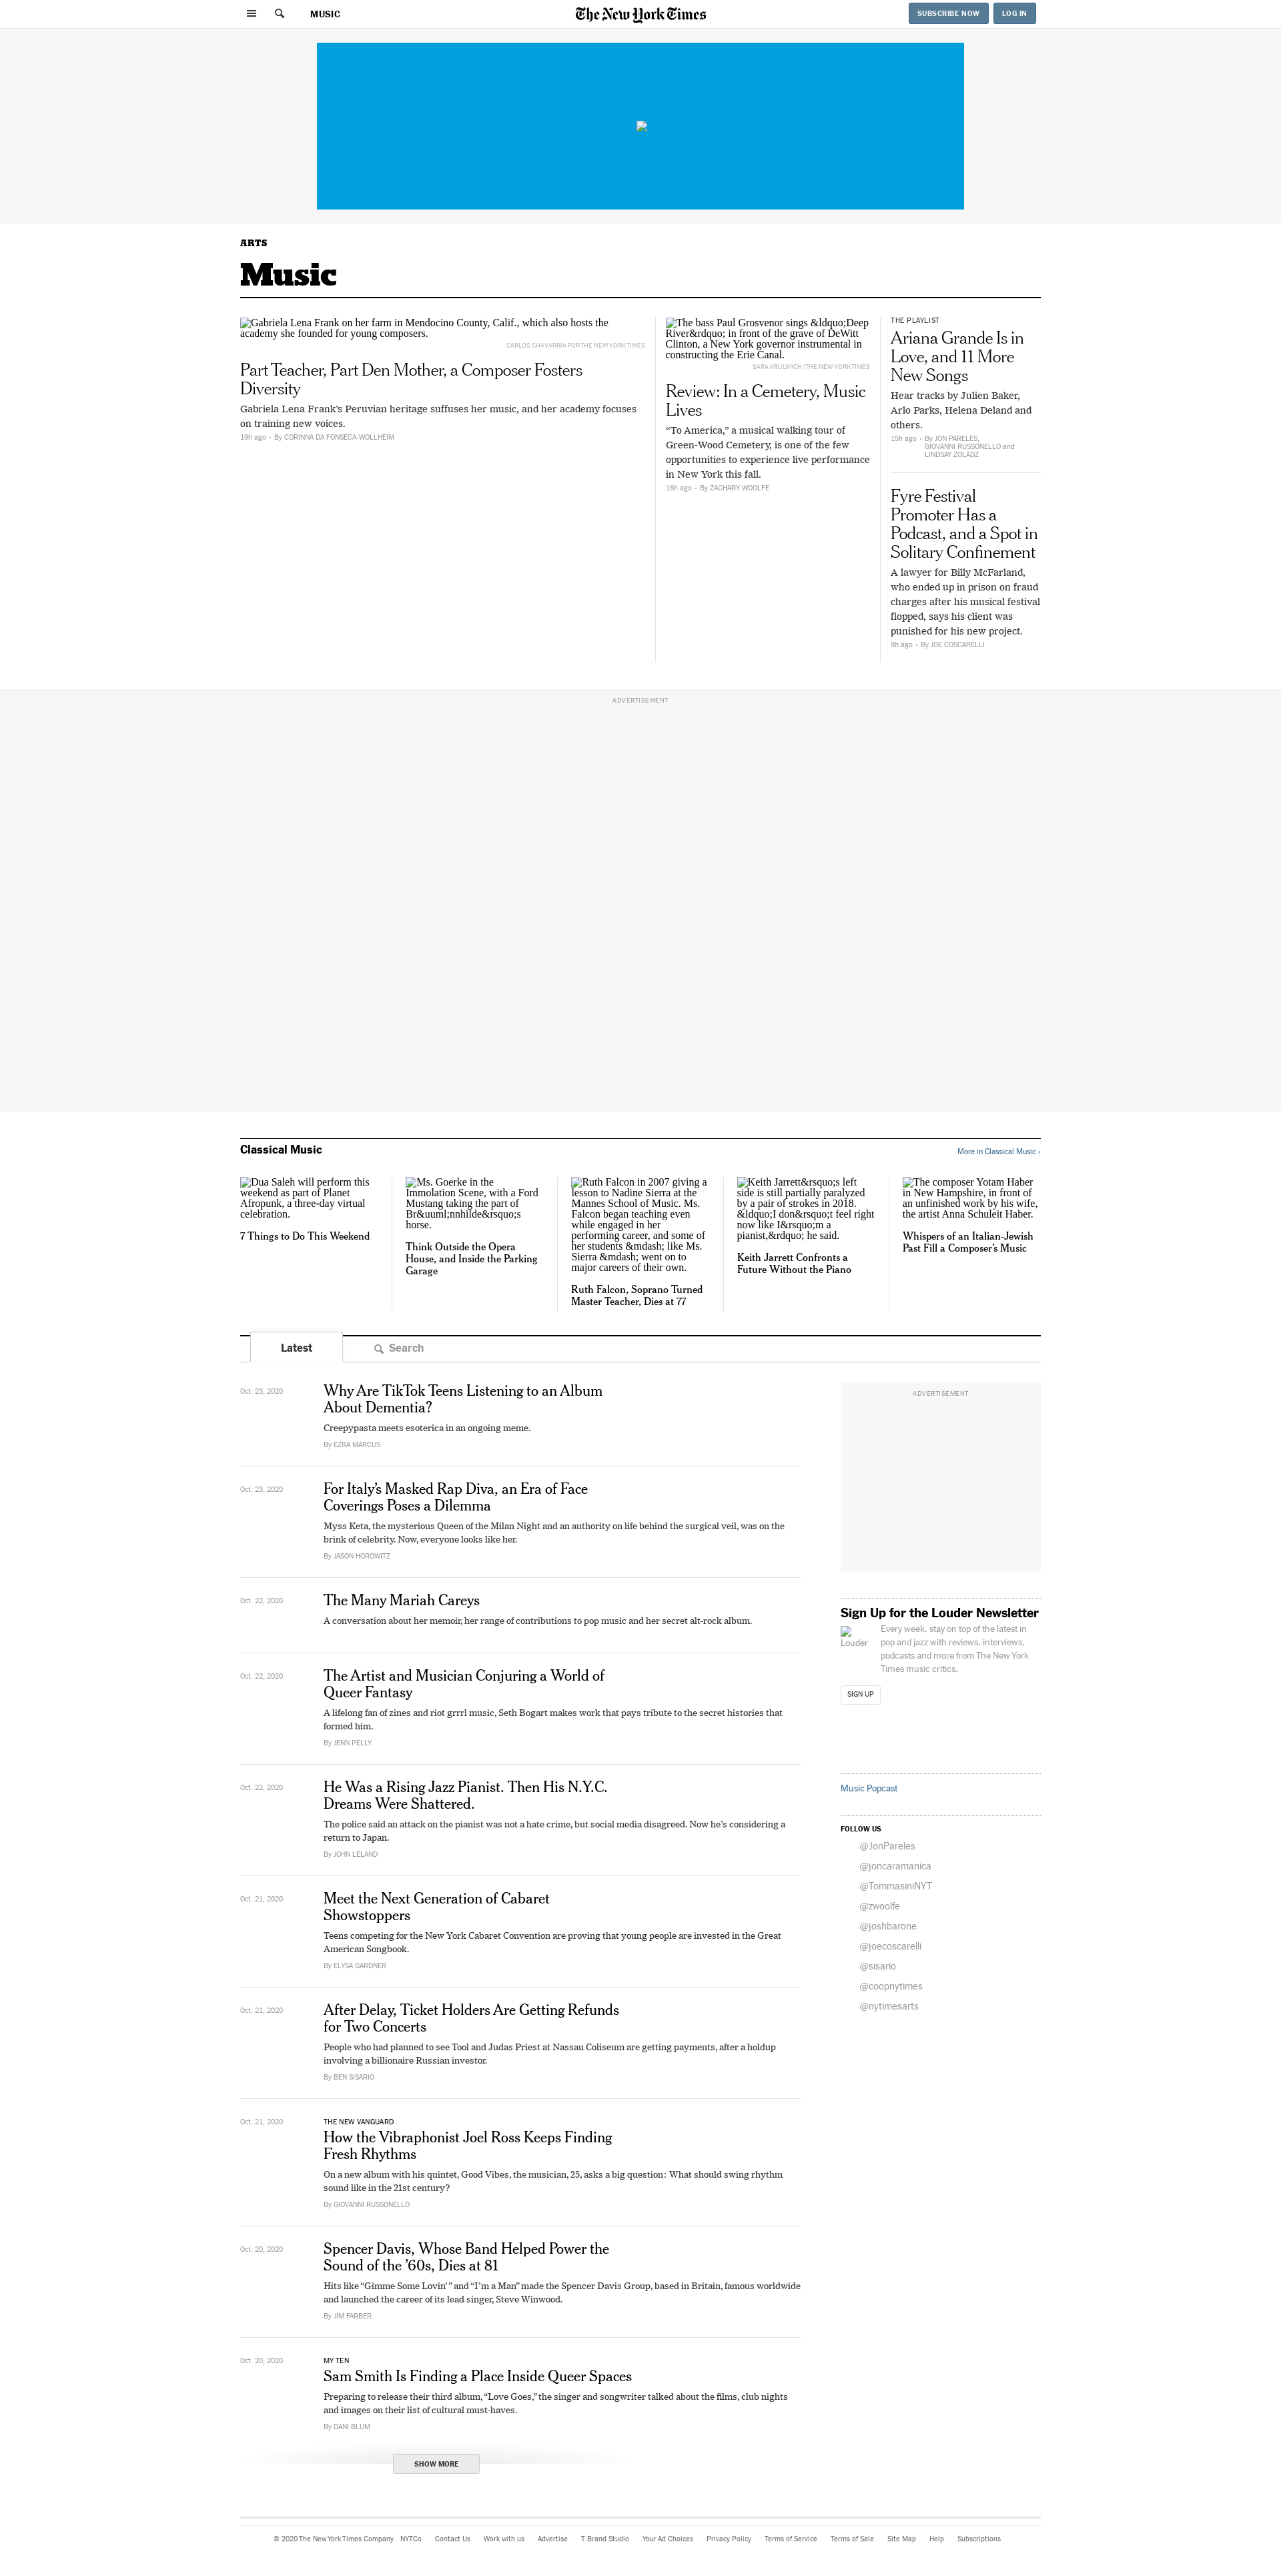 MUSIC
The New York Times
SUBSCRIBE NOW
LOG IN
ARTS
Music
Gabriela Lena Frank on her farm in Mendocino County, Calif., which also hosts the
academy she founded for young composers.
CARLOS CHAVARRIA FOR THE NEW YORK TIMES
Part Teacher, Part Den Mother, a Composer Fosters
Diversity
Gabriela Lena Frank’s Peruvian heritage suffuses her music, and her academy focuses
on training new voices.
19h ago • By CORINNA DA FONSECA-WOLLHEIM
The bass Paul Grosvenor sings &ldquo;Deep
River&rdquo; in front of the grave of DeWitt
Clinton, a New York governor instrumental in
constructing the Erie Canal.
SARA KRULWICH/THE NEW YORK TIMES
Review: In a Cemetery, Music
Lives
“To America,” a musical walking tour of
Green-Wood Cemetery, is one of the few
opportunities to experience live performance
in New York this fall.
16h ago • By ZACHARY WOOLFE
THE PLAYLIST
Ariana Grande Is in
Love, and 11 More
New Songs
Hear tracks by Julien Baker,
Arlo Parks, Helena Deland and
others.
15h ago • By JON PARELES,
GIOVANNI RUSSONELLO and
LINDSAY ZOLADZ
Fyre Festival
Promoter Has a
Podcast, and a Spot in
Solitary Confinement
A lawyer for Billy McFarland,
who ended up in prison on fraud
charges after his musical festival
flopped, says his client was
punished for his new project.
8h ago • By JOE COSCARELLI
ADVERTISEMENT
Classical Music
More in Classical Music ›
Dua Saleh will perform this
weekend as part of Planet
Afropunk, a three-day virtual
celebration.
7 Things to Do This Weekend
Ms. Goerke in the
Immolation Scene, with a Ford
Mustang taking the part of
Br&uuml;nnhilde&rsquo;s
horse.
Think Outside the Opera
House, and Inside the Parking
Garage
Ruth Falcon in 2007 giving a
lesson to Nadine Sierra at the
Mannes School of Music. Ms.
Falcon began teaching even
while engaged in her
performing career, and some of
her students &mdash; like Ms.
Sierra &mdash; went on to
major careers of their own.
Ruth Falcon, Soprano Turned
Master Teacher, Dies at 77
Keith Jarrett&rsquo;s left
side is still partially paralyzed
by a pair of strokes in 2018.
&ldquo;I don&rsquo;t feel right
now like I&rsquo;m a
pianist,&rdquo; he said.
Keith Jarrett Confronts a
Future Without the Piano
The composer Yotam Haber
in New Hampshire, in front of
an unfinished work by his wife,
the artist Anna Schuleit Haber.
Whispers of an Italian-Jewish
Past Fill a Composer’s Music
Latest
Search
Oct. 23, 2020
Why Are TikTok Teens Listening to an Album
About Dementia?
Creepypasta meets esoterica in an ongoing meme.
By EZRA MARCUS
Oct. 23, 2020
For Italy’s Masked Rap Diva, an Era of Face
Coverings Poses a Dilemma
Myss Keta, the mysterious Queen of the Milan Night and an authority on life behind the surgical veil, was on the
brink of celebrity. Now, everyone looks like her.
By JASON HOROWITZ
Oct. 22, 2020
The Many Mariah Careys
A conversation about her memoir, her range of contributions to pop music and her secret alt-rock album.
Oct. 22, 2020
The Artist and Musician Conjuring a World of
Queer Fantasy
A lifelong fan of zines and riot grrrl music, Seth Bogart makes work that pays tribute to the secret histories that
formed him.
By JENN PELLY
Oct. 22, 2020
He Was a Rising Jazz Pianist. Then His N.Y.C.
Dreams Were Shattered.
The police said an attack on the pianist was not a hate crime, but social media disagreed. Now he’s considering a
return to Japan.
By JOHN LELAND
Oct. 21, 2020
Meet the Next Generation of Cabaret
Showstoppers
Teens competing for the New York Cabaret Convention are proving that young people are invested in the Great
American Songbook.
By ELYSA GARDNER
Oct. 21, 2020
After Delay, Ticket Holders Are Getting Refunds
for Two Concerts
People who had planned to see Tool and Judas Priest at Nassau Coliseum are getting payments, after a holdup
involving a billionaire Russian investor.
By BEN SISARIO
Oct. 21, 2020
THE NEW VANGUARD
How the Vibraphonist Joel Ross Keeps Finding
Fresh Rhythms
On a new album with his quintet, Good Vibes, the musician, 25, asks a big question: What should swing rhythm
sound like in the 21st century?
By GIOVANNI RUSSONELLO
Oct. 20, 2020
Spencer Davis, Whose Band Helped Power the
Sound of the ’60s, Dies at 81
Hits like “Gimme Some Lovin’ ” and “I’m a Man” made the Spencer Davis Group, based in Britain, famous worldwide
and launched the career of its lead singer, Steve Winwood.
By JIM FARBER
Oct. 20, 2020
MY TEN
Sam Smith Is Finding a Place Inside Queer Spaces
Preparing to release their third album, “Love Goes,” the singer and songwriter talked about the films, club nights
and images on their list of cultural must-haves.
By DANI BLUM
SHOW MORE
ADVERTISEMENT
Sign Up for the Louder Newsletter
Louder
Every week, stay on top of the latest in
pop and jazz with reviews, interviews,
podcasts and more from The New York
Times music critics.
SIGN UP
Music Popcast
FOLLOW US
@JonPareles
@joncaramanica
@TommasiniNYT
@zwoolfe
@joshbarone
@joecoscarelli
@sisario
@coopnytimes
@nytimesarts
© 2020 The New York Times Company NYTCo Contact Us Work with us Advertise T Brand Studio Your Ad Choices Privacy Policy Terms of Service Terms of Sale Site Map Help Subscriptions